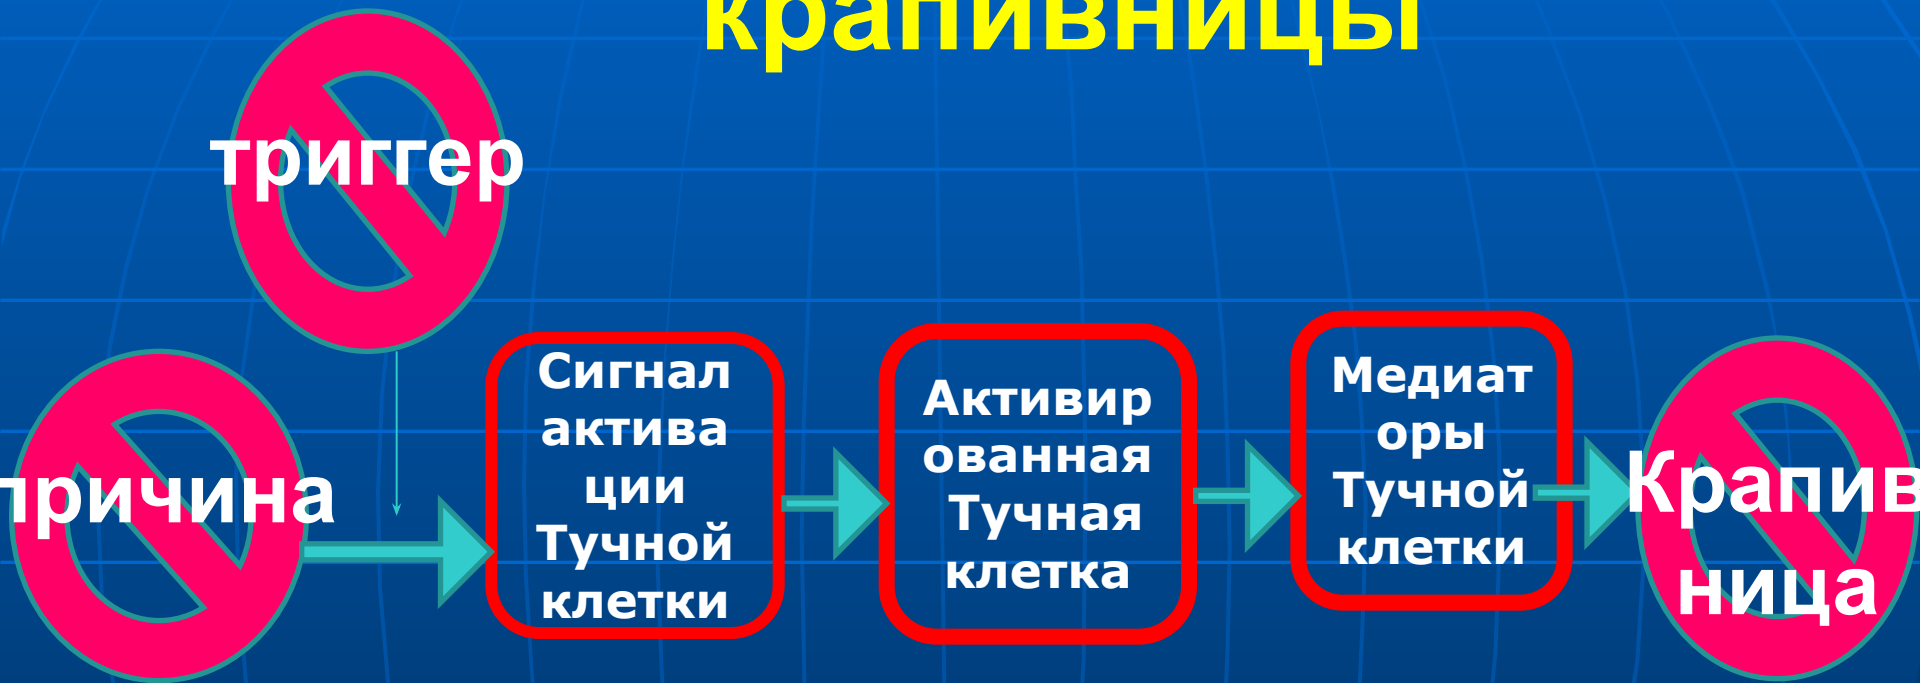 крапивницы
триггер
причина
Сигнал
актива
ции
Тучной
клетки
Активир
ованная
Тучная
клетка
Медиат
оры
Тучной
клетки
Крапив
ница